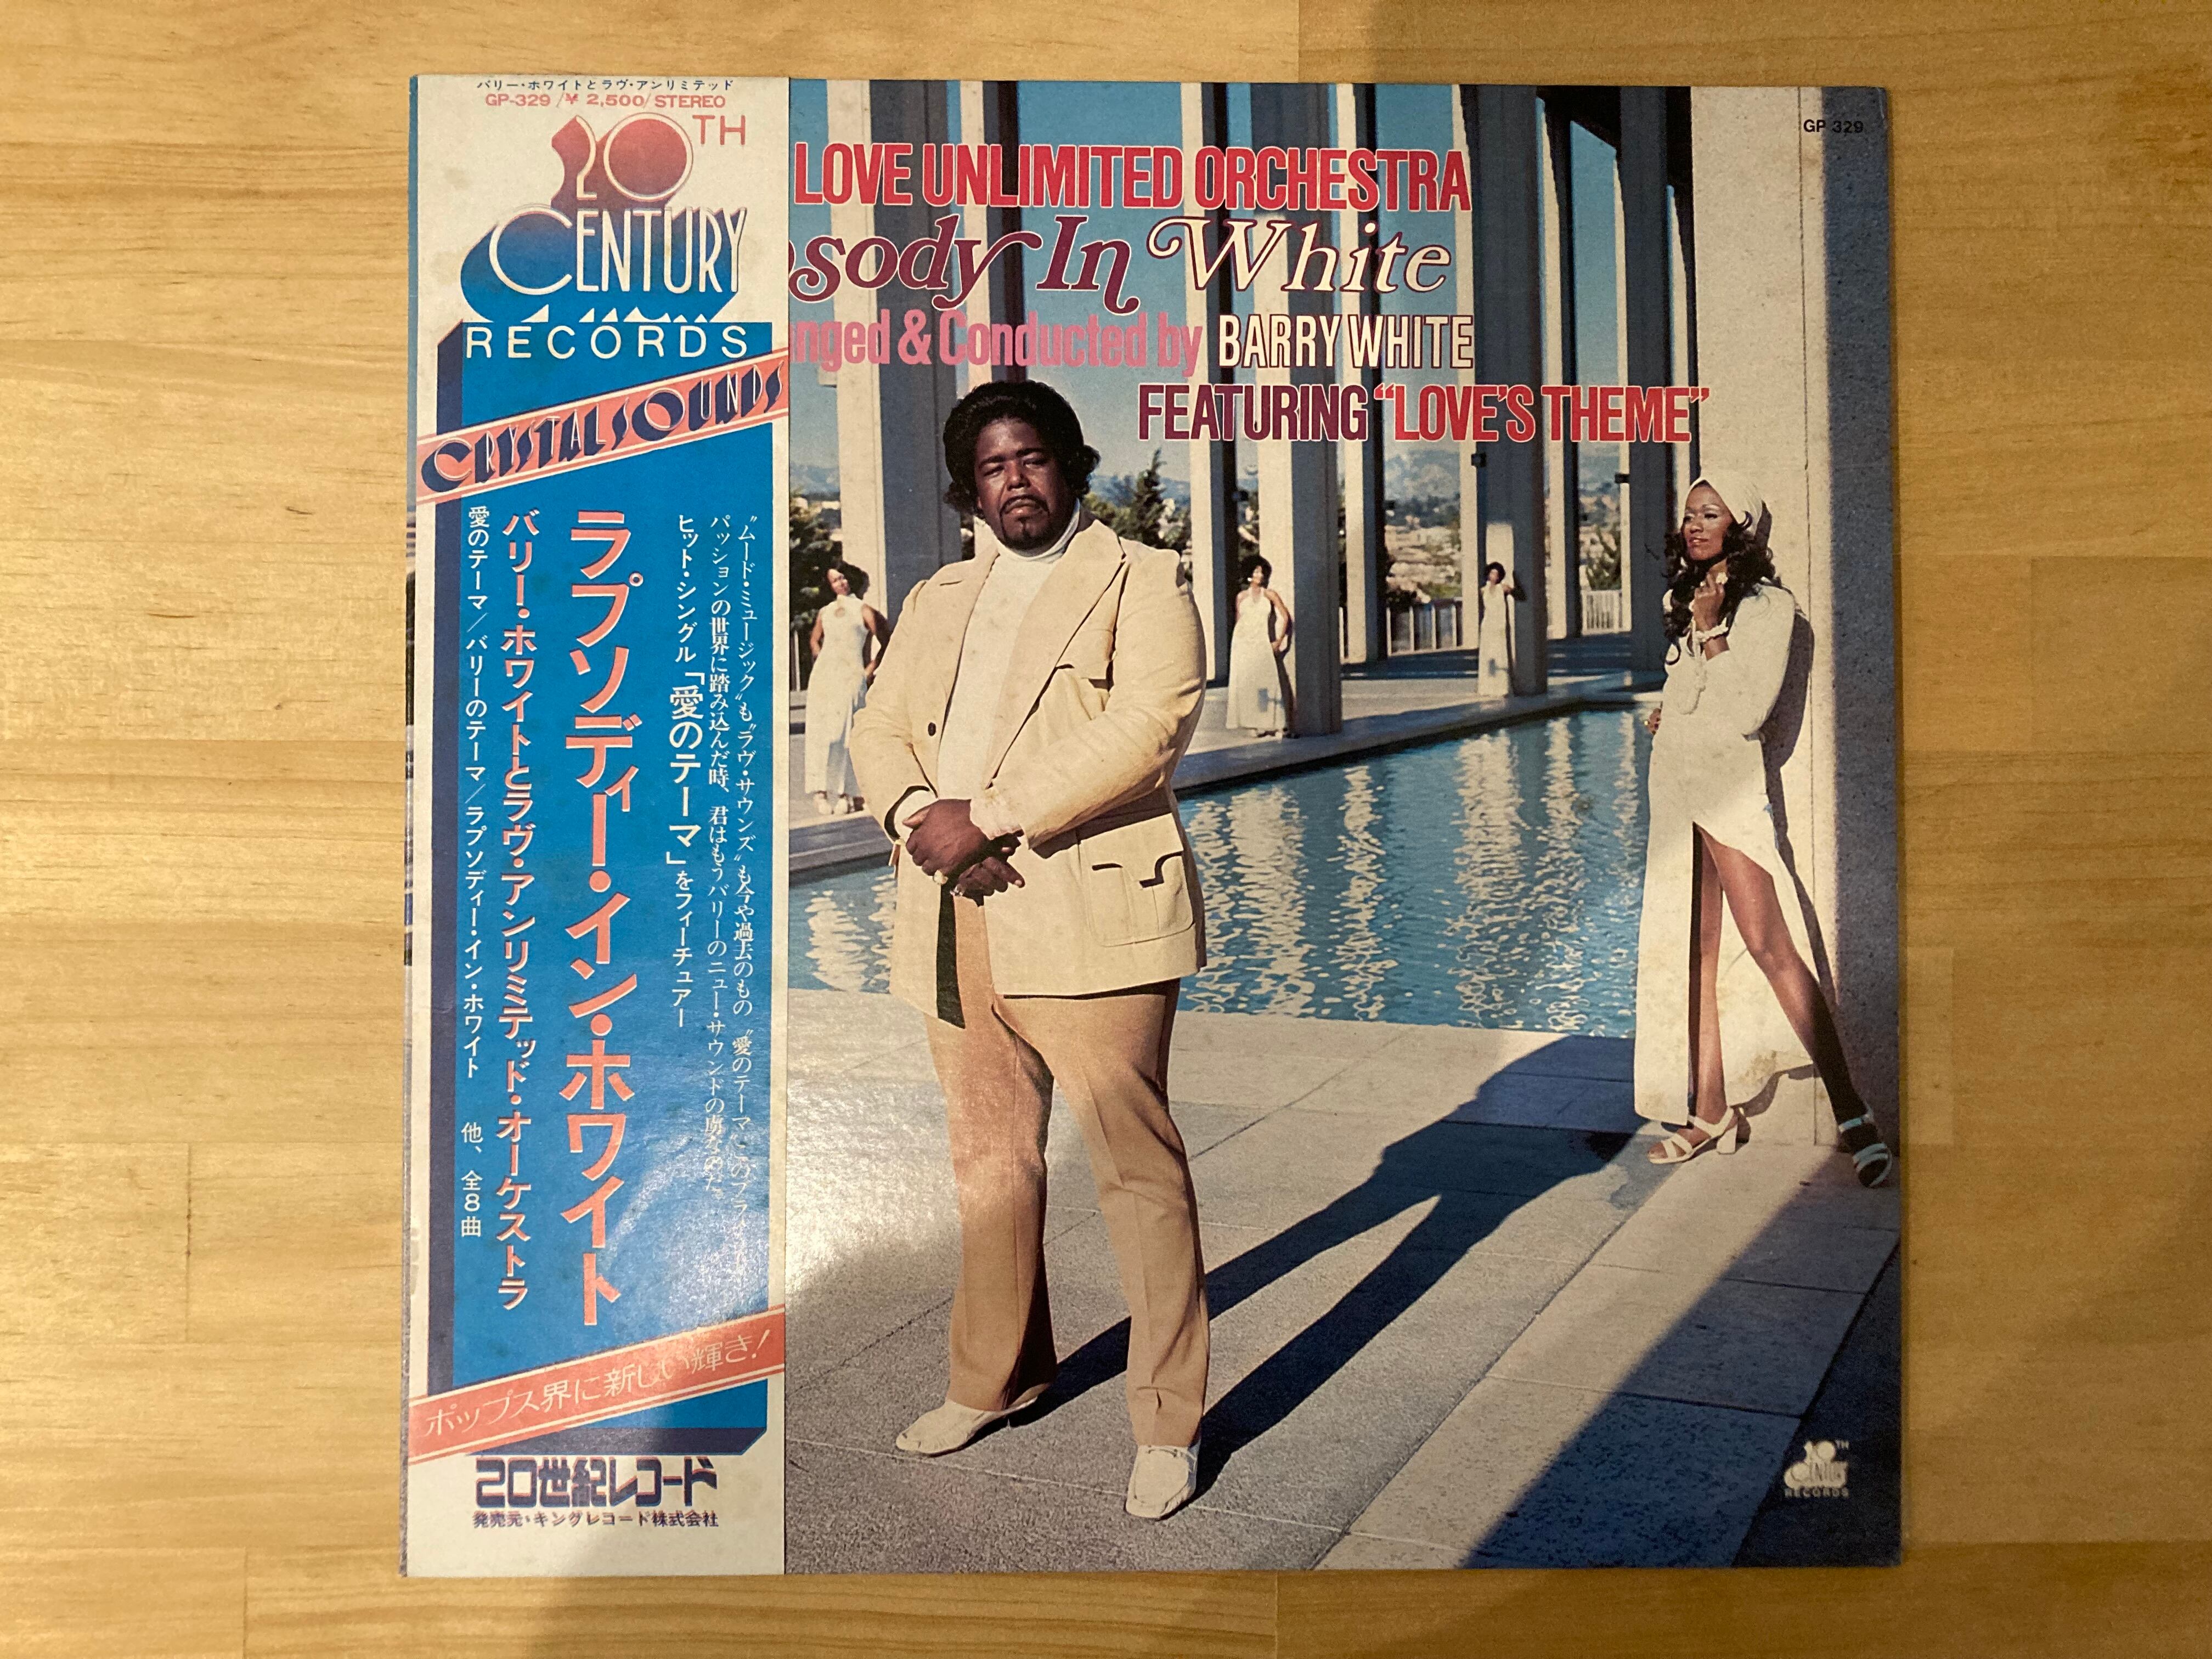 バリー・ホワイトとラヴ・アンリミテッド
GP-329/¥ 2,500/STEREO
20TH
CENTURY
RECORDS
CRYSTAL SOUNDS
"ムード・ミュージック"も"ラヴ・サウンズ"も今や過去のもの "愛のテーマ"
パッションの世界に踏み込んだ時、君はもうバリーのニュー・サウンドの虜なのだ。
ヒット・シングル「愛のテーマ」をフィーチュアー
ラプソディー・イン・ホワイト
バリー・ホワイトとラヴ・アンリミテッド・オーケストラ
愛のテーマ/バリーのテーマ/ラプソディー・イン・ホワイト 他、全8曲
ポップス界に新しい輝き!
20世紀レコード
発売元・キングレコード株式会社
GP 329
LOVE UNLIMITED ORCHESTRA
sody In White
nged & Conducted by BARRY WHITE
FEATURING "LOVE'S THEME"
20TH
CENTURY
RECORDS